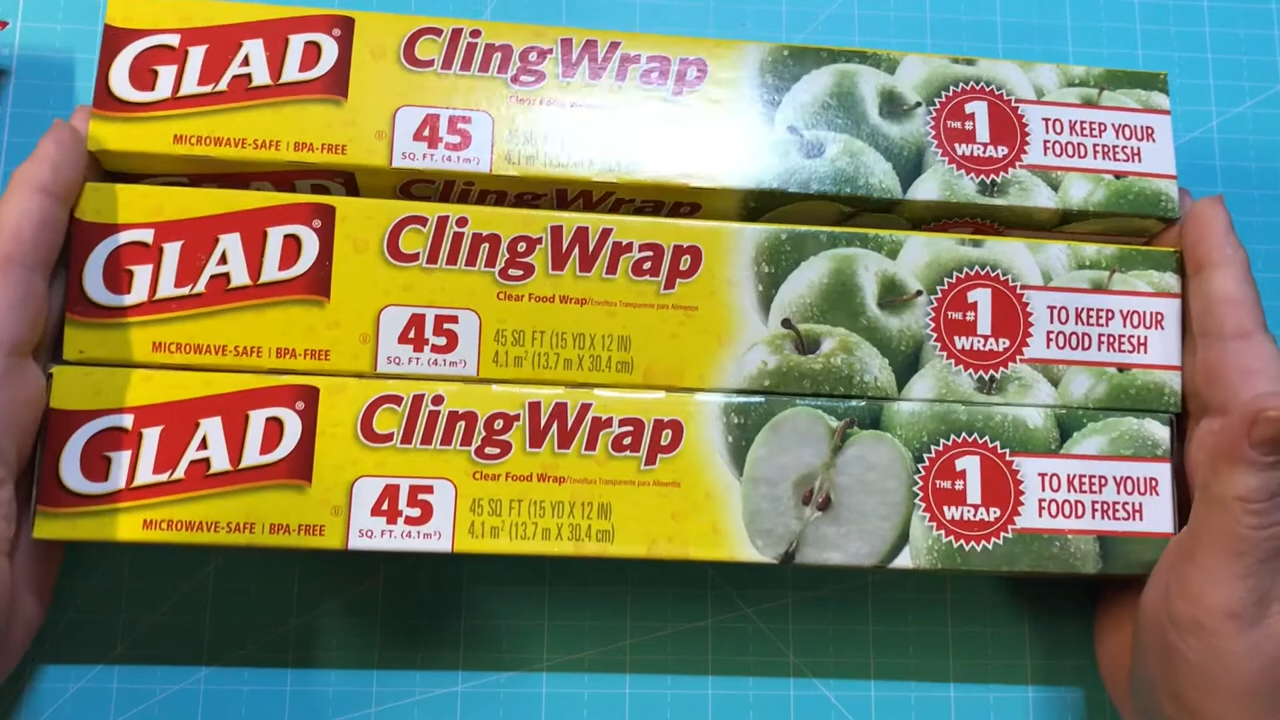 GLAD®
ClingWrap
Clear Food Wrap
MICROWAVE-SAFE | BPA-FREE
45
SQ. FT. (4.1m²)
THE #1
WRAP
TO KEEP YOUR
FOOD FRESH
GLAD
ClingWrap
GLAD®
ClingWrap
Clear Food Wrap/Envoltura Transparente para Alimentos
MICROWAVE-SAFE | BPA-FREE
45
SQ. FT. (4.1m²)
45 SQ FT (15 YD X 12 IN)
4.1 m² (13.7 m X 30.4 cm)
THE #1
WRAP
TO KEEP YOUR
FOOD FRESH
GLAD®
ClingWrap
Clear Food Wrap/Envoltura Transparente para Alimentos
MICROWAVE-SAFE | BPA-FREE
45
SQ. FT. (4.1m²)
45 SQ FT (15 YD X 12 IN)
4.1 m² (13.7 m X 30.4 cm)
THE #1
WRAP
TO KEEP YOUR
FOOD FRESH